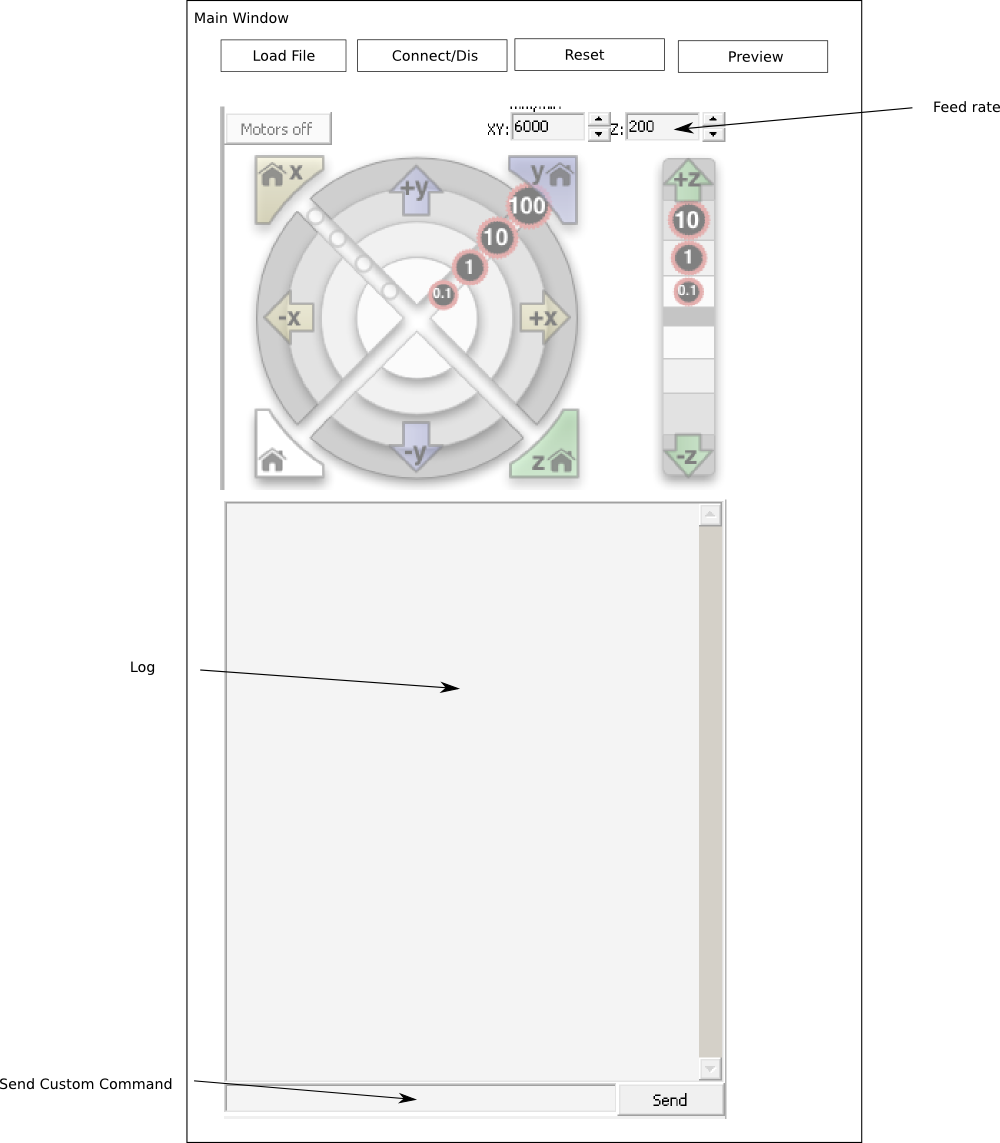 Main Window
Load File
Connect/Dis
Reset
Preview
Feed rate
Motors off
XY: 6000
Z: 200
x
y
+y
100
10
1
0.1
-x
+x
-y
z
+z
10
1
0.1
-z
Log
Send Custom Command
Send